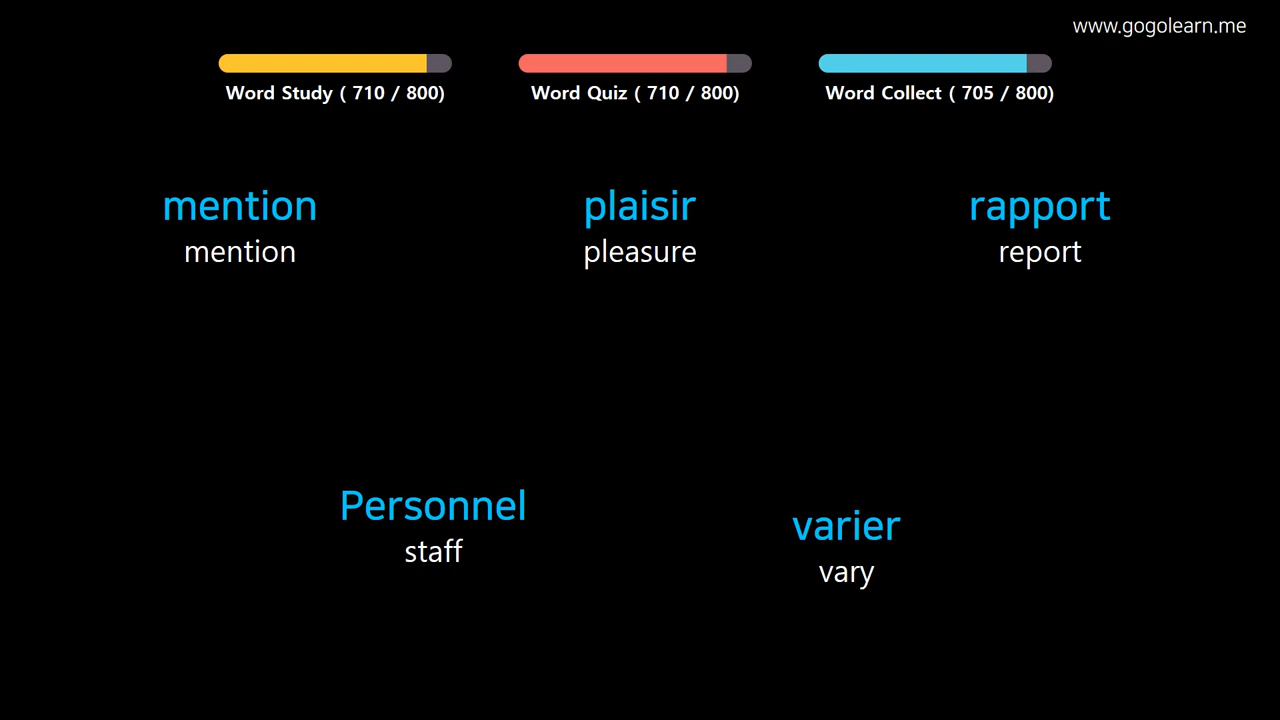 www.gogolearn.me
Word Study ( 710 / 800)
Word Quiz ( 710 / 800)
Word Collect ( 705 / 800)
mention
mention
plaisir
pleasure
rapport
report
Personnel
staff
varier
vary